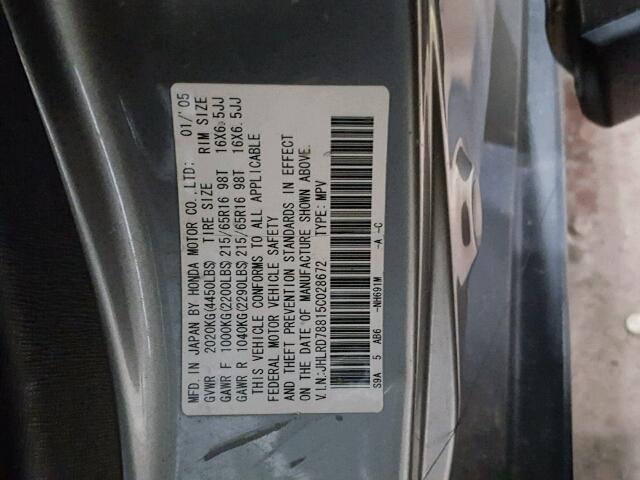 MFD. IN JAPAN BY HONDA MOTOR CO., LTD: 01/'05
GVWR 2020KG(4450LBS) TIRE SIZE RIM SIZE
GAWR F 1000KG(2200LBS) 215/65R16 98T 16X6.5JJ
GAWR R 1040KG(2290LBS) 215/65R16 98T 16X6.5JJ
THIS VEHICLE CONFORMS TO ALL APPLICABLE
FEDERAL MOTOR VEHICLE SAFETY
AND THEFT PREVENTION STANDARDS IN EFFECT
ON THE DATE OF MANUFACTURE SHOWN ABOVE.
V.I.N.:JHLRD78815C028672 TYPE: MPV
S9A 5 AB6 -NH691M -A -C